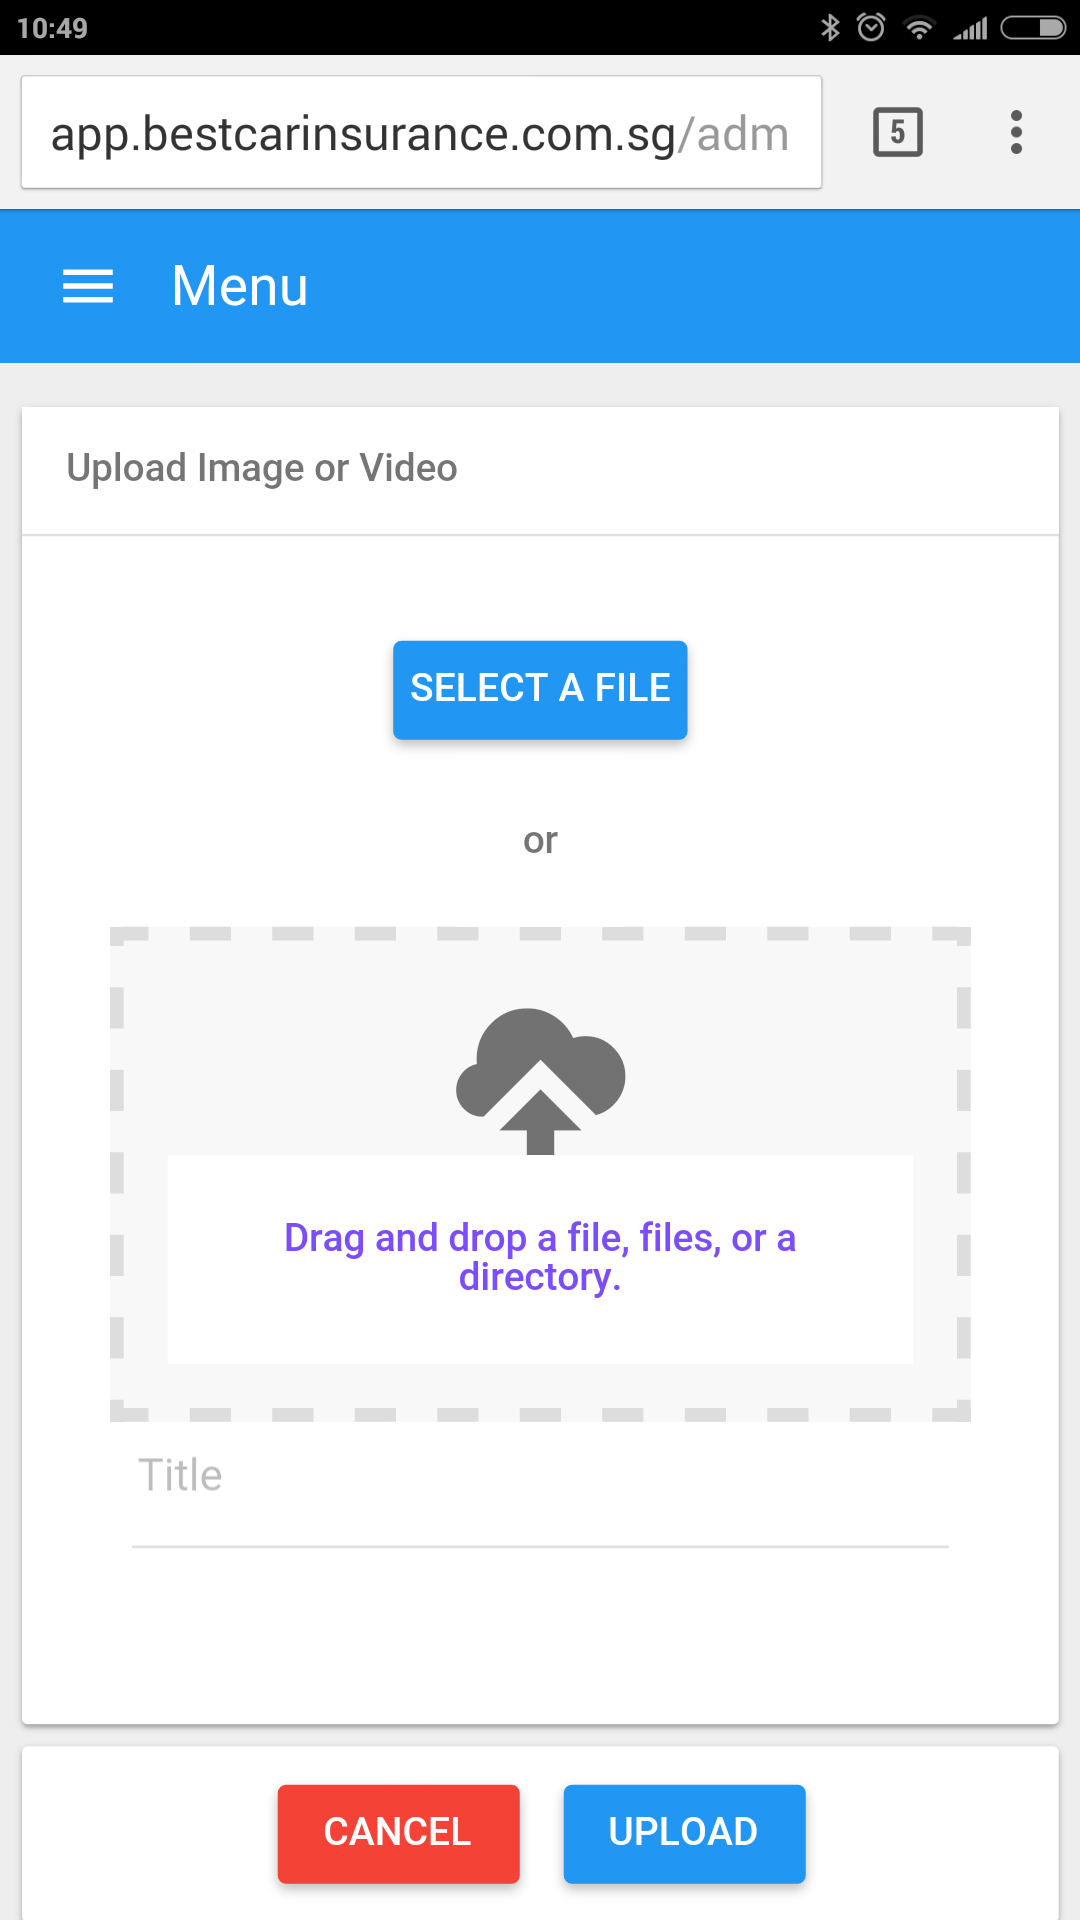 10:49
app.bestcarinsurance.com.sg/adm
5
Menu
Upload Image or Video
SELECT A FILE
or
Drag and drop a file, files, or a
directory.
Title
CANCEL
UPLOAD